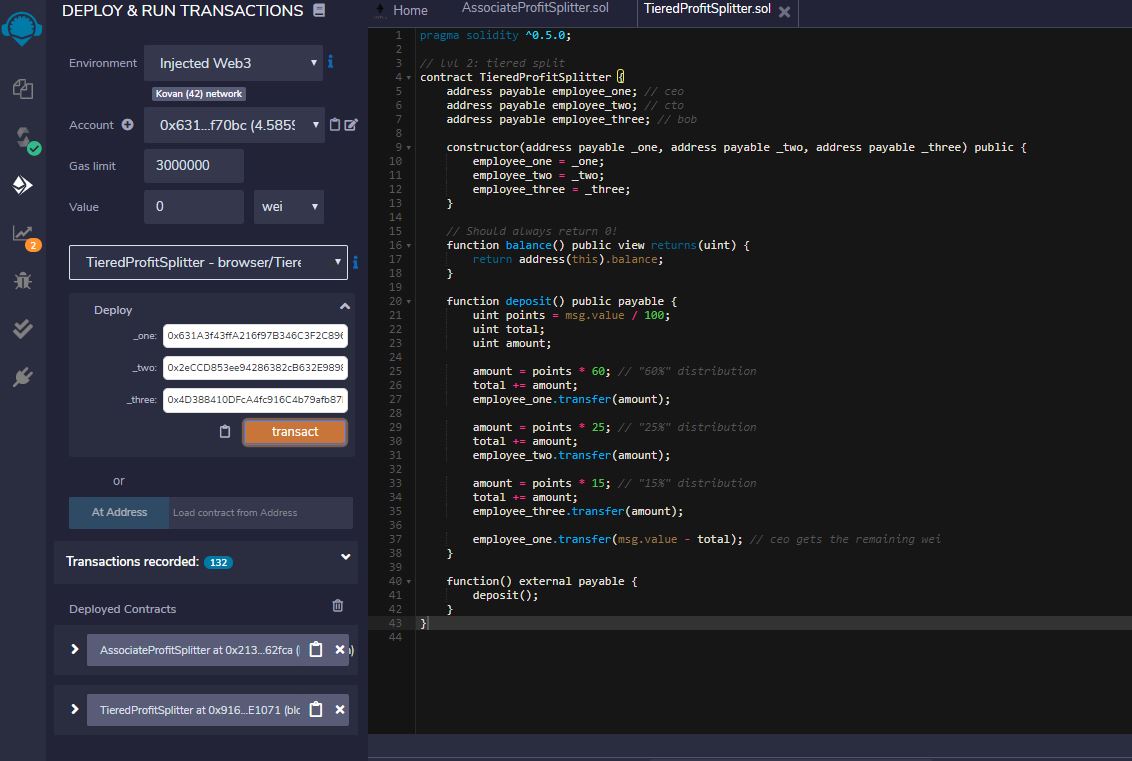 DEPLOY & RUN TRANSACTIONS
Environment
Injected Web3
Kovan (42) network
Account
0x631...f70bc (4.5859
Gas limit
3000000
Value
0
wei
TieredProfitSplitter - browser/Tiere
Deploy
_one:
0x631A3f43ffA216f97B346C3F2C896
_two:
0x2eCCD853ee94286382cB632E9898
_three:
0x4D388410DFcA4fc916C4b79afb87
transact
or
At Address
Load contract from Address
Transactions recorded:
132
Deployed Contracts
AssociateProfitSplitter at 0x213...62fca (
TieredProfitSplitter at 0x916...E1071 (blo
2
Home
AssociateProfitSplitter.sol
TieredProfitSplitter.sol
1 pragma solidity ^0.5.0;
2
3 // lvl 2: tiered split
4 contract TieredProfitSplitter {
5 address payable employee_one; // ceo
6 address payable employee_two; // cto
7 address payable employee_three; // bob
8
9 constructor(address payable _one, address payable _two, address payable _three) public {
10 employee_one = _one;
11 employee_two = _two;
12 employee_three = _three;
13 }
14
15 // Should always return 0!
16 function balance() public view returns(uint) {
17 return address(this).balance;
18 }
19
20 function deposit() public payable {
21 uint points = msg.value / 100;
22 uint total;
23 uint amount;
24
25 amount = points * 60; // "60%" distribution
26 total += amount;
27 employee_one.transfer(amount);
28
29 amount = points * 25; // "25%" distribution
30 total += amount;
31 employee_two.transfer(amount);
32
33 amount = points * 15; // "15%" distribution
34 total += amount;
35 employee_three.transfer(amount);
36
37 employee_one.transfer(msg.value - total); // ceo gets the remaining wei
38 }
39
40 function() external payable {
41 deposit();
42 }
43 }
44